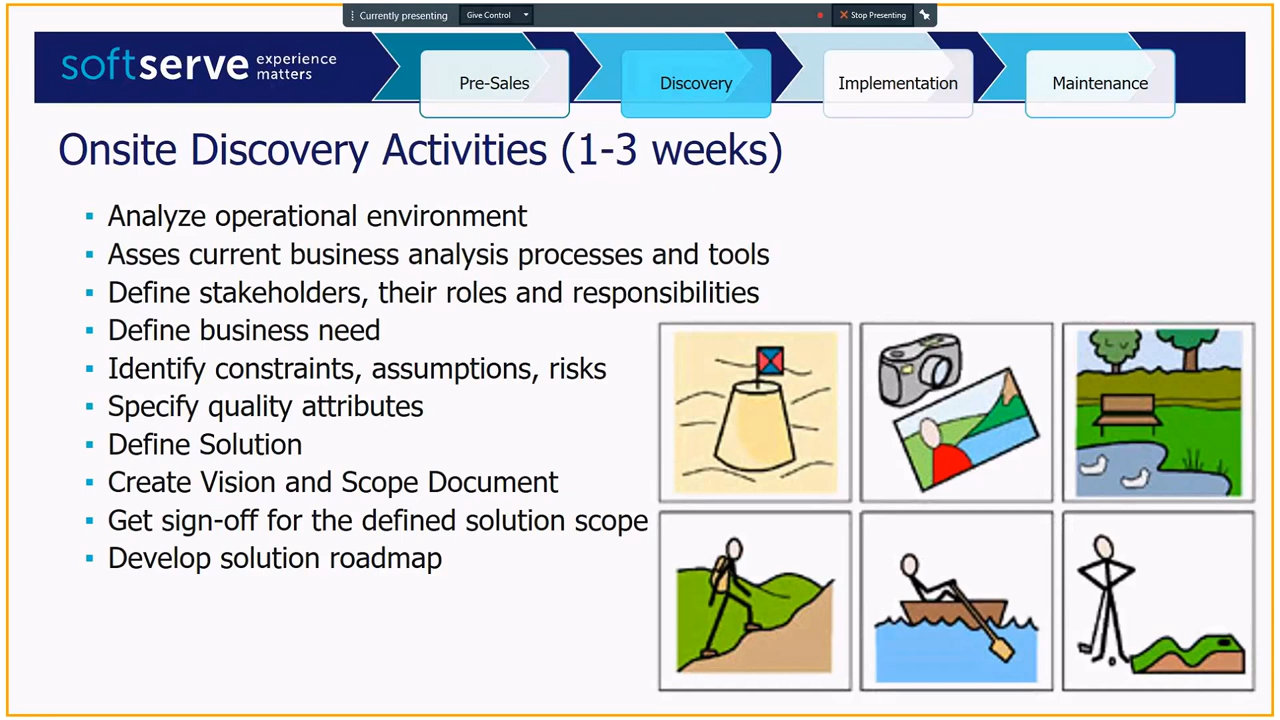 Currently presenting
Give Control
Stop Presenting
softserve experience matters
Pre-Sales
Discovery
Implementation
Maintenance
Onsite Discovery Activities (1-3 weeks)
Analyze operational environment
Asses current business analysis processes and tools
Define stakeholders, their roles and responsibilities
Define business need
Identify constraints, assumptions, risks
Specify quality attributes
Define Solution
Create Vision and Scope Document
Get sign-off for the defined solution scope
Develop solution roadmap